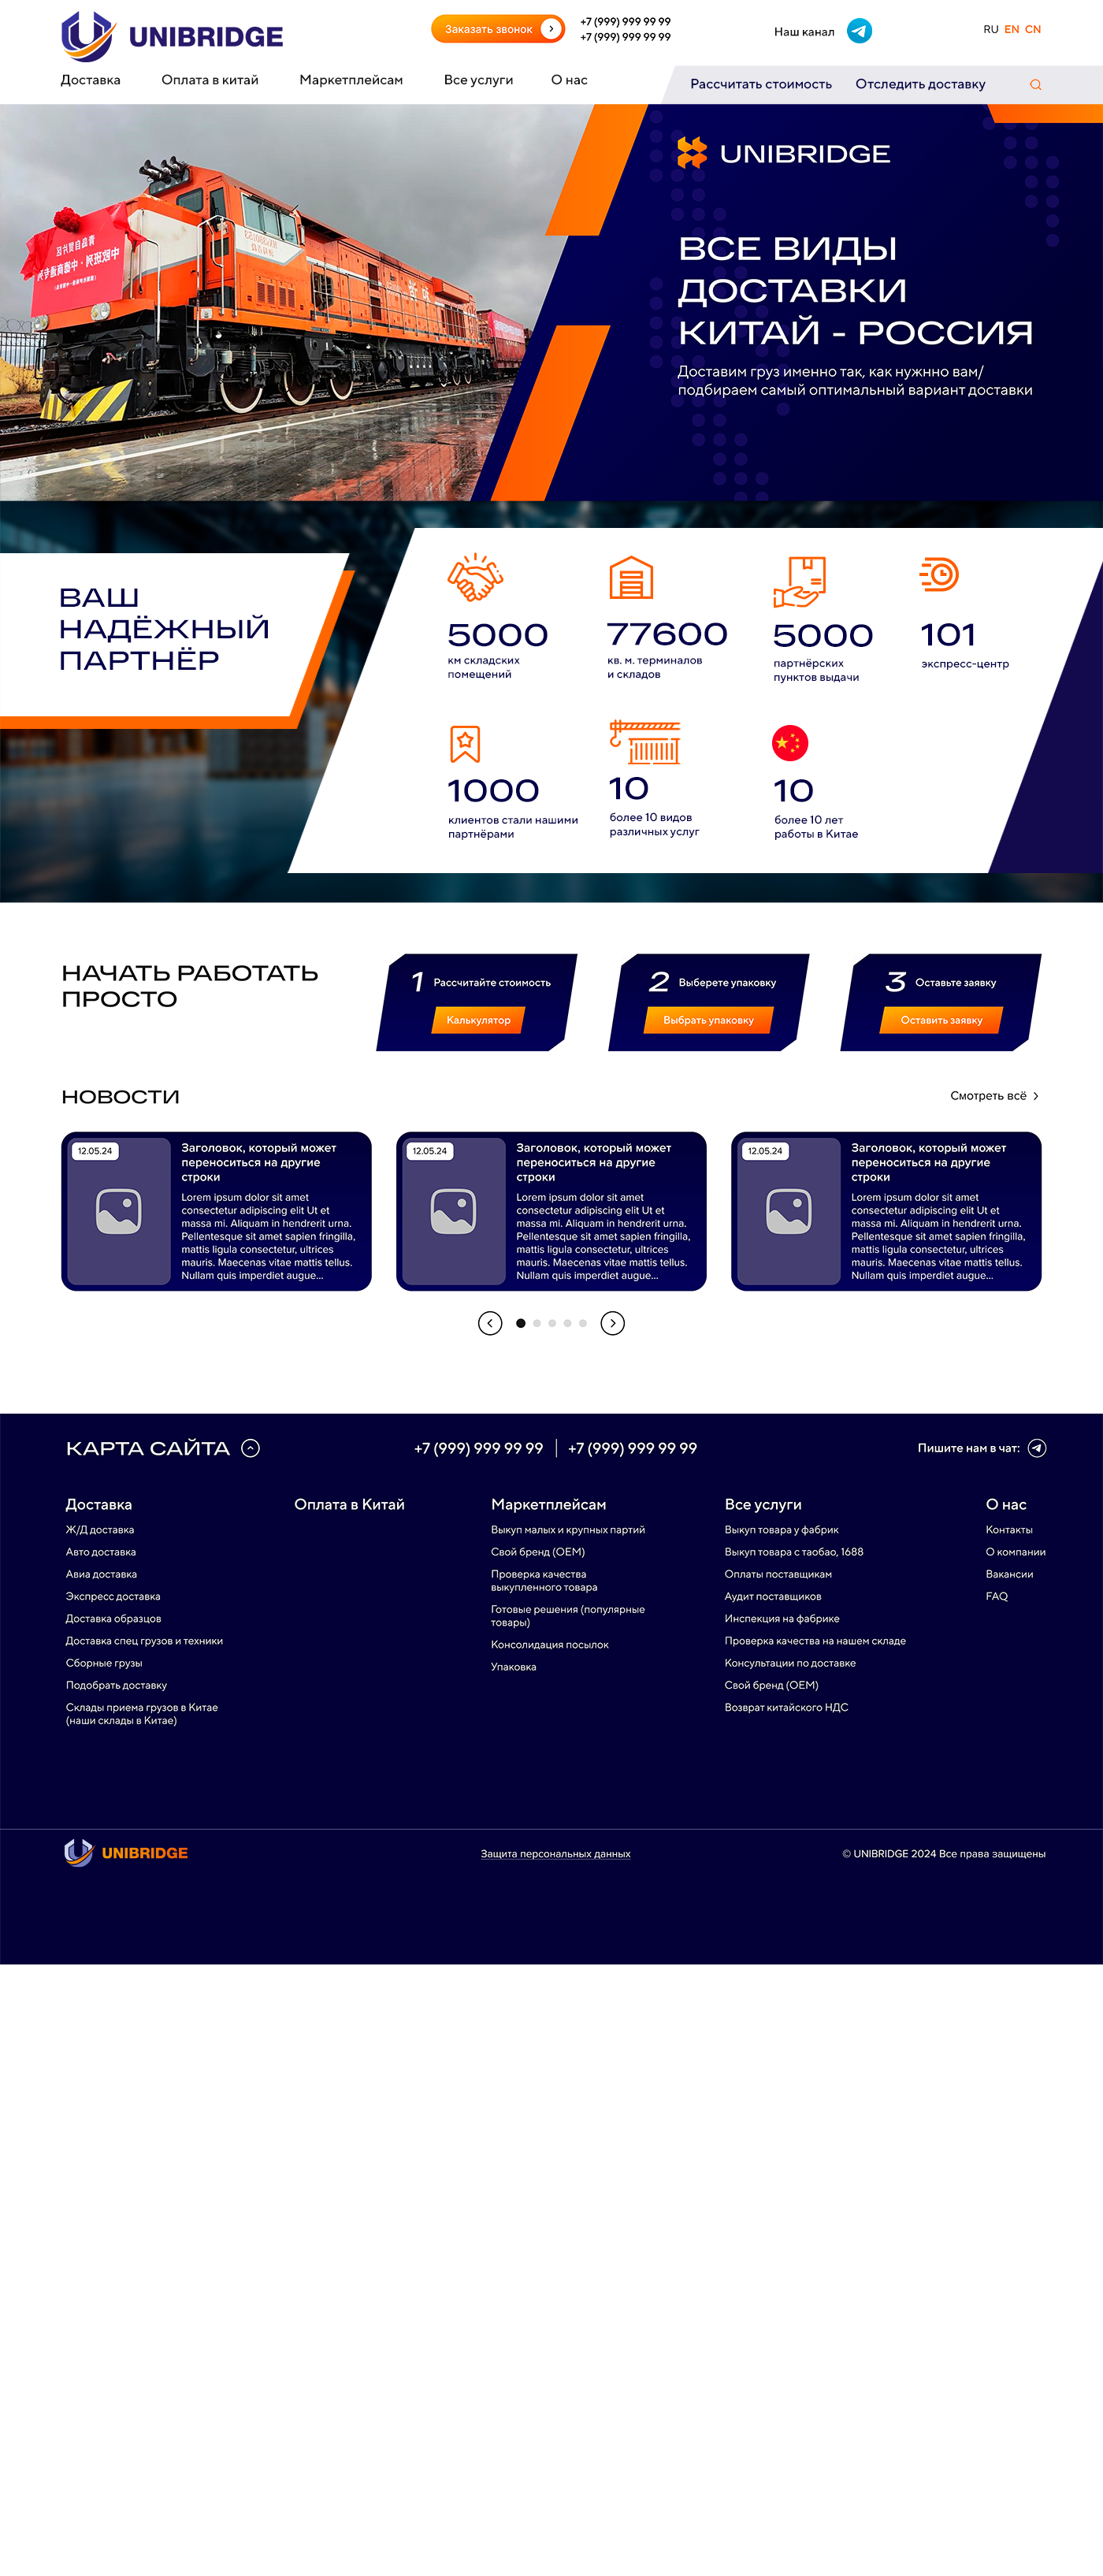 UNIBRIDGE
Заказать звонок
+7 (999) 999 99 99
+7 (999) 999 99 99
Наш канал
RU EN CN
Доставка
Оплата в китай
Маркетплейсам
Все услуги
О нас
Рассчитать стоимость
Отследить доставку
UNIBRIDGE
ВСЕ ВИДЫ
ДОСТАВКИ
КИТАЙ - РОССИЯ
Доставим груз именно так, как нужнно вам/
подбираем самый оптимальный вариант доставки
ВАШ
НАДЁЖНЫЙ
ПАРТНЁР
5000
км складских
помещений
77600
кв. м. терминалов
и складов
5000
партнёрских
пунктов выдачи
101
экспресс-центр
1000
клиентов стали нашими
партнёрами
10
более 10 видов
различных услуг
10
более 10 лет
работы в Китае
НАЧАТЬ РАБОТАТЬ
ПРОСТО
1 Рассчитайте стоимость
Калькулятор
2 Выберете упаковку
Выбрать упаковку
3 Оставьте заявку
Оставить заявку
НОВОСТИ
Смотреть всё
12.05.24
Заголовок, который может
переноситься на другие
строки
Lorem ipsum dolor sit amet
consectetur adipiscing elit Ut et
massa mi. Aliquam in hendrerit urna.
Pellentesque sit amet sapien fringilla,
mattis ligula consectetur, ultrices
mauris. Maecenas vitae mattis tellus.
Nullam quis imperdiet augue...
12.05.24
Заголовок, который может
переноситься на другие
строки
Lorem ipsum dolor sit amet
consectetur adipiscing elit Ut et
massa mi. Aliquam in hendrerit urna.
Pellentesque sit amet sapien fringilla,
mattis ligula consectetur, ultrices
mauris. Maecenas vitae mattis tellus.
Nullam quis imperdiet augue...
12.05.24
Заголовок, который может
переноситься на другие
строки
Lorem ipsum dolor sit amet
consectetur adipiscing elit Ut et
massa mi. Aliquam in hendrerit urna.
Pellentesque sit amet sapien fringilla,
mattis ligula consectetur, ultrices
mauris. Maecenas vitae mattis tellus.
Nullam quis imperdiet augue...
КАРТА САЙТА
+7 (999) 999 99 99
+7 (999) 999 99 99
Пишите нам в чат:
Доставка
Ж/Д доставка
Авто доставка
Авиа доставка
Экспресс доставка
Доставка образцов
Доставка спец грузов и техники
Сборные грузы
Подобрать доставку
Склады приема грузов в Китае
(наши склады в Китае)
Оплата в Китай
Маркетплейсам
Выкуп малых и крупных партий
Свой бренд (OEM)
Проверка качества
выкупленного товара
Готовые решения (популярные
товары)
Консолидация посылок
Упаковка
Все услуги
Выкуп товара у фабрик
Выкуп товара с таобао, 1688
Оплаты поставщикам
Аудит поставщиков
Инспекция на фабрике
Проверка качества на нашем складе
Консультации по доставке
Свой бренд (OEM)
Возврат китайского НДС
О нас
Контакты
О компании
Вакансии
FAQ
UNIBRIDGE
Защита персональных данных
© UNIBRIDGE 2024 Все права защищены